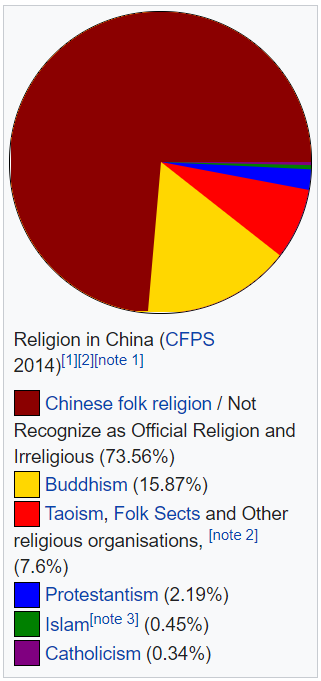 Religion in China (CFPS
2014)[1][2][note 1]
Chinese folk religion / Not
Recognize as Official Religion and
Irreligious (73.56%)
Buddhism (15.87%)
Taoism, Folk Sects and Other
religious organisations, [note 2]
(7.6%)
Protestantism (2.19%)
Islam[note 3] (0.45%)
Catholicism (0.34%)